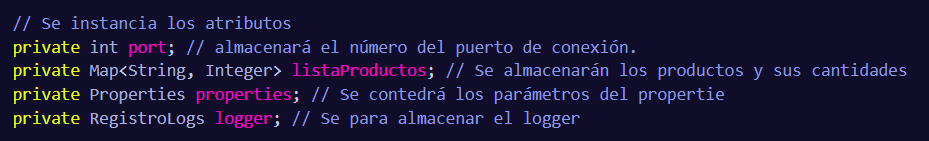 // Se instancia los atributos
private int port; // almacenará el número del puerto de conexión.
private Map<String, Integer> listaProductos; // Se almacenarán los productos y sus cantidades
private Properties properties; // Se contedrá los parámetros del propertie
private RegistroLogs logger; // Se para almacenar el logger